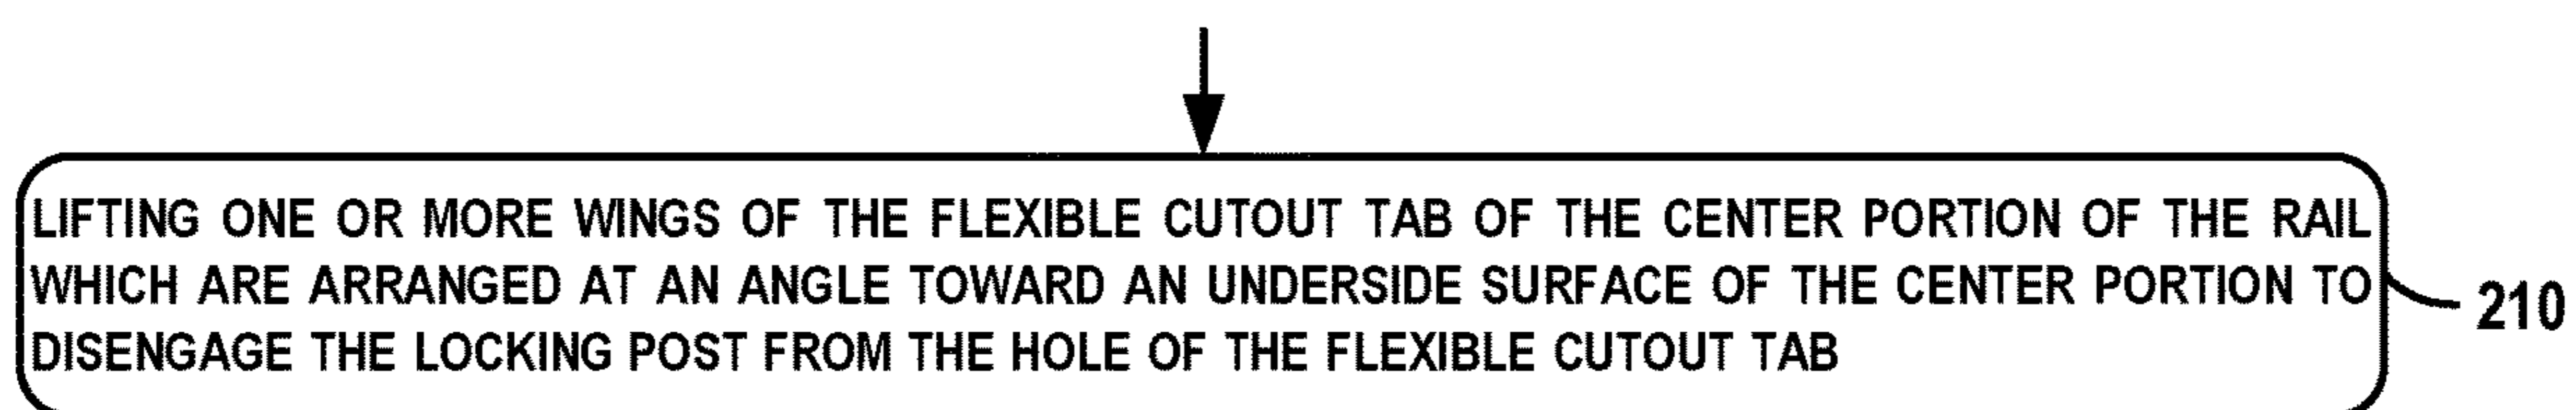 LIFTING ONE OR MORE WINGS OF THE FLEXIBLE CUTOUT TAB OF THE CENTER PORTION OF THE RAIL
WHICH ARE ARRANGED AT AN ANGLE TOWARD AN UNDERSIDE SURFACE OF THE CENTER PORTION TO
DISENGAGE THE LOCKING POST FROM THE HOLE OF THE FLEXIBLE CUTOUT TAB
210